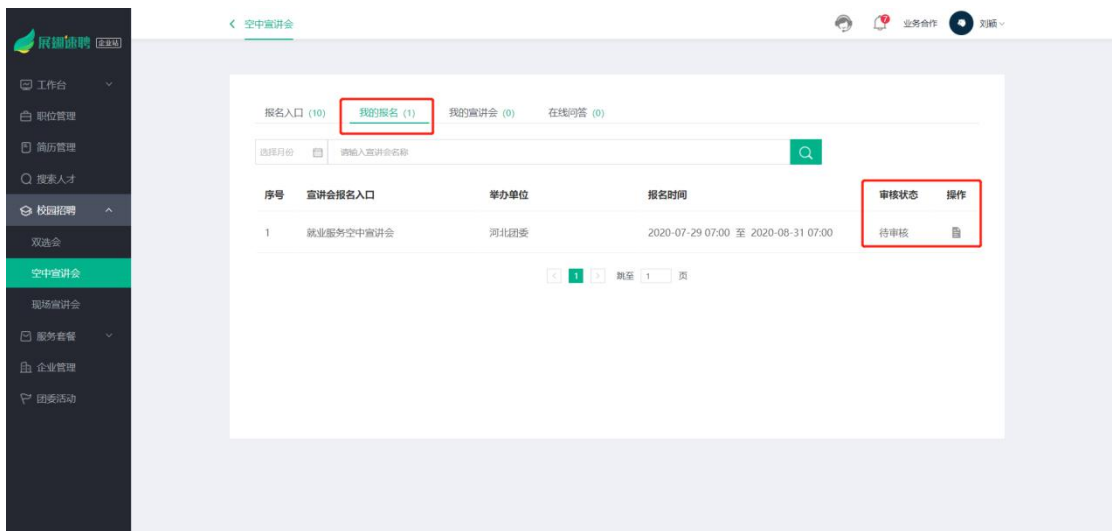 展翅速聘 企业站
空中宣讲会
7 业务合作 刘颖
工作台
职位管理
简历管理
搜索人才
校园招聘
双选会
空中宣讲会
现场宣讲会
服务套餐
企业管理
团委活动
报名入口 (10) 我的报名 (1) 我的宣讲会 (0) 在线问答 (0)
选择月份 请输入宣讲会名称
序号 宣讲会报名入口 举办单位 报名时间 审核状态 操作
1 就业服务空中宣讲会 河北团委 2020-07-29 07:00 至 2020-08-31 07:00 待审核
< 1 > 跳至 1 页